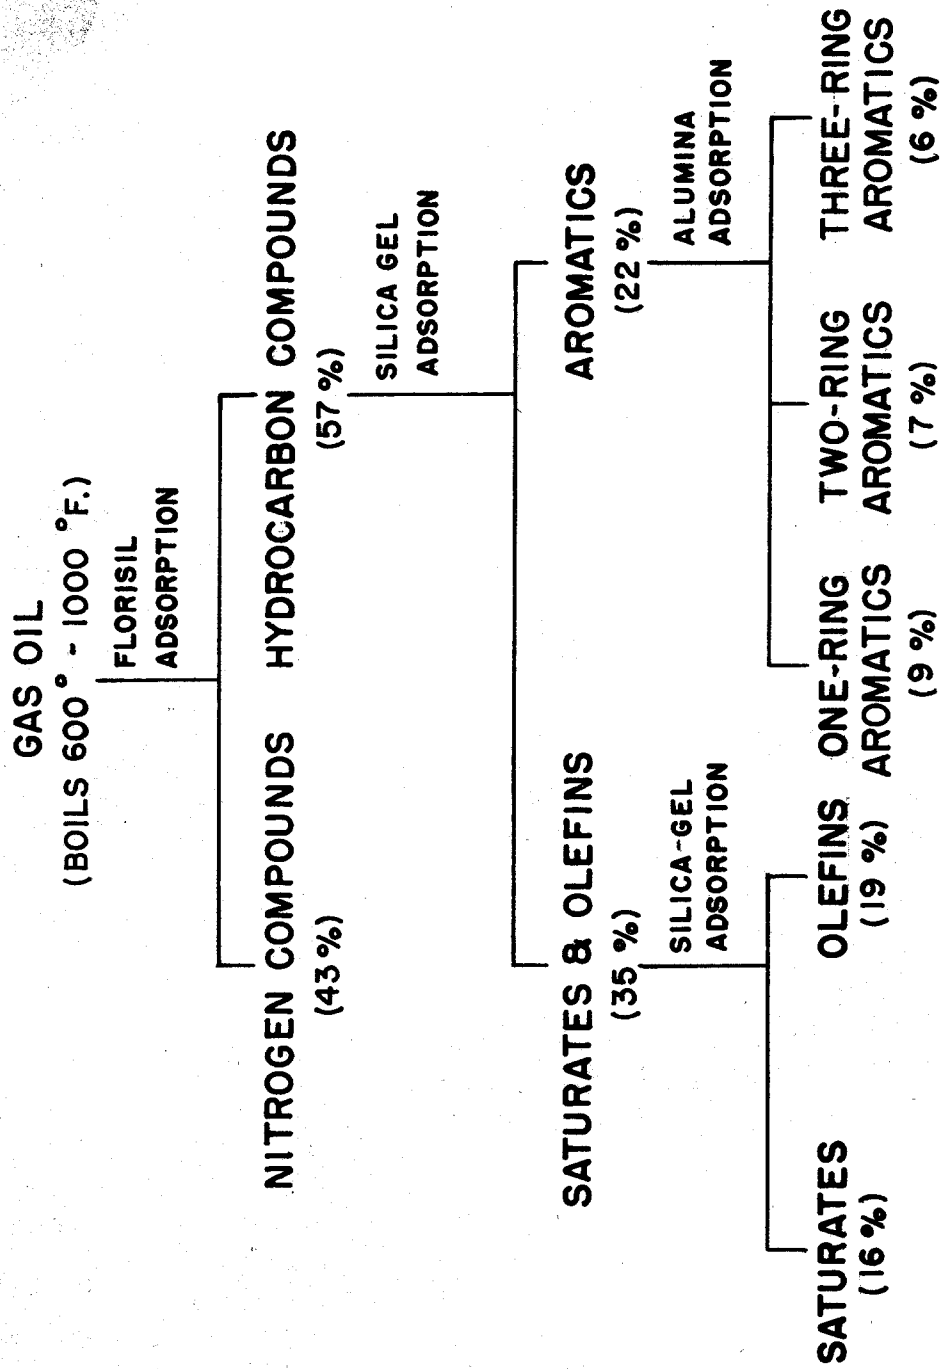 GAS OIL
(BOILS 600° - 1000 °F.)
FLORISIL
ADSORPTION
NITROGEN COMPOUNDS
(43 %)
HYDROCARBON COMPOUNDS
(57 %)
SILICA GEL
ADSORPTION
SATURATES & OLEFINS
(35 %)
AROMATICS
(22 %)
SILICA-GEL
ADSORPTION
ALUMINA
ADSORPTION
SATURATES
(16 %)
OLEFINS
(19 %)
ONE-RING
AROMATICS
(9 %)
TWO-RING
AROMATICS
(7 %)
THREE-RING
AROMATICS
(6 %)